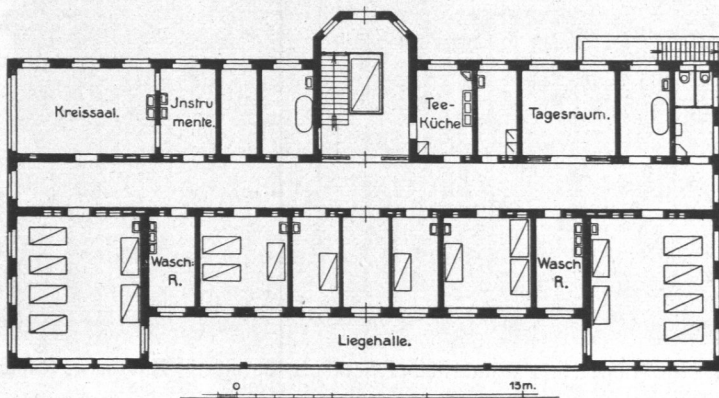 Kreissaal.
Jnstru=
mente.
Tee-
Küche
Tagesraum.
Wasch=
R.
Wasch
R.
Liegehalle.
0
15m.